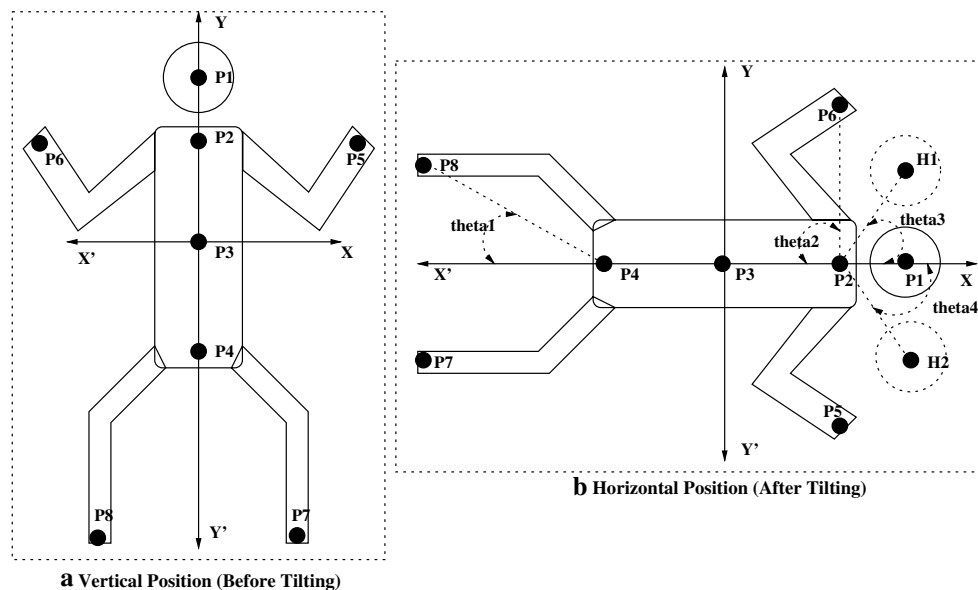 Y
P1
P2
P6
P5
P3
X'
X
P4
P8
P7
Y'
a Vertical Position (Before Tilting)
Y
P6
P8
H1
theta1
theta2
theta3
X'
P4
P3
P2
P1
X
theta4
P7
H2
P5
Y'
b Horizontal Position (After Tilting)